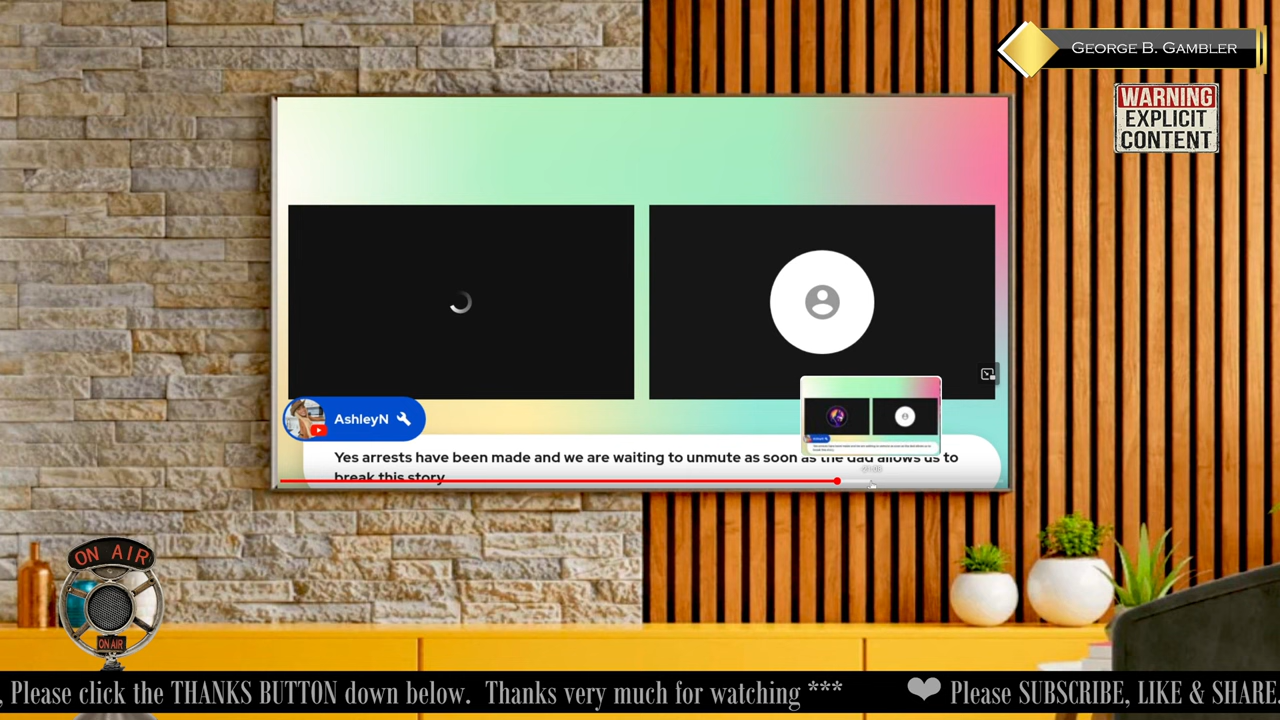 GEORGE B. GAMBLER
WARNING
EXPLICIT
CONTENT
AshleyN
Yes arrests have been made and we are waiting to unmute as soon as the dad allows us to
break this story
ON AIR
ON AIR
, Please click the THANKS BUTTON down below. Thanks very much for watching *** ❤ Please SUBSCRIBE, LIKE & SHARE